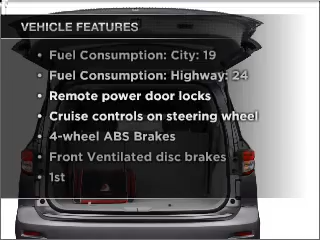 VEHICLE FEATURES
• Fuel Consumption: City: 19
• Fuel Consumption: Highway: 24
• Remote power door locks
• Cruise controls on steering wheel
• 4-wheel ABS Brakes
• Front Ventilated disc brakes
• 1st